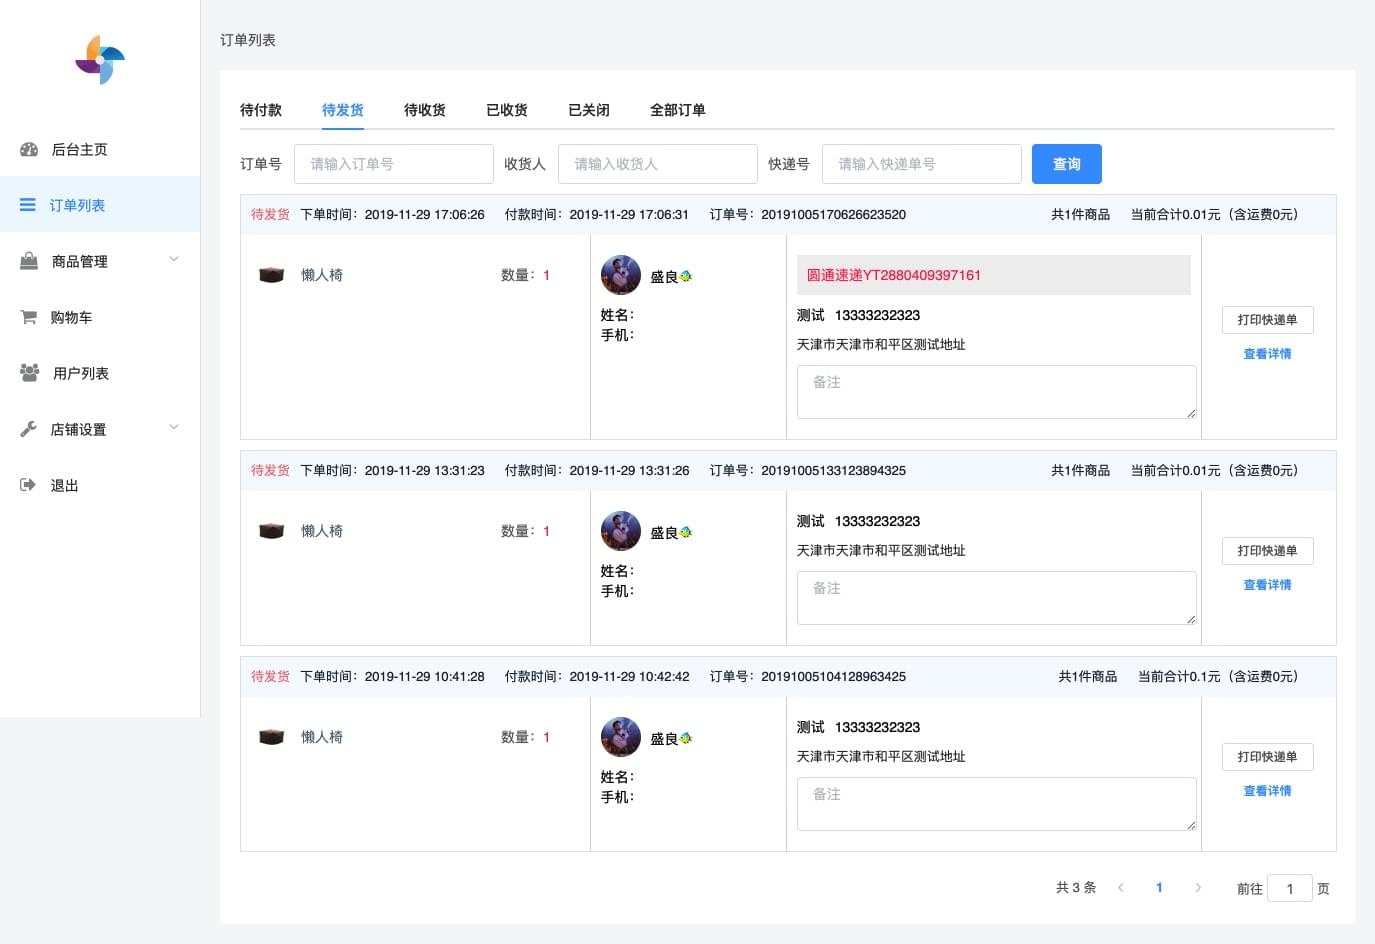 后台主页
订单列表
商品管理
购物车
用户列表
店铺设置
退出
订单列表
待付款 待发货 待收货 已收货 已关闭 全部订单
订单号 请输入订单号 收货人 请输入收货人 快递号 请输入快递单号 查询
待发货 下单时间：2019-11-29 17:06:26 付款时间：2019-11-29 17:06:31 订单号：20191005170626623520 共1件商品 当前合计0.01元（含运费0元）
懒人椅 数量：1 盛良🐠 圆通速递YT2880409397161
姓名： 测试 13333232323 打印快递单
手机： 天津市天津市和平区测试地址 查看详情
备注
待发货 下单时间：2019-11-29 13:31:23 付款时间：2019-11-29 13:31:26 订单号：20191005133123894325 共1件商品 当前合计0.01元（含运费0元）
懒人椅 数量：1 盛良🐠 测试 13333232323
天津市天津市和平区测试地址 打印快递单
姓名： 备注 查看详情
手机：
待发货 下单时间：2019-11-29 10:41:28 付款时间：2019-11-29 10:42:42 订单号：20191005104128963425 共1件商品 当前合计0.1元（含运费0元）
懒人椅 数量：1 盛良🐠 测试 13333232323
天津市天津市和平区测试地址 打印快递单
姓名： 备注 查看详情
手机：
共 3 条 1 前往 1 页